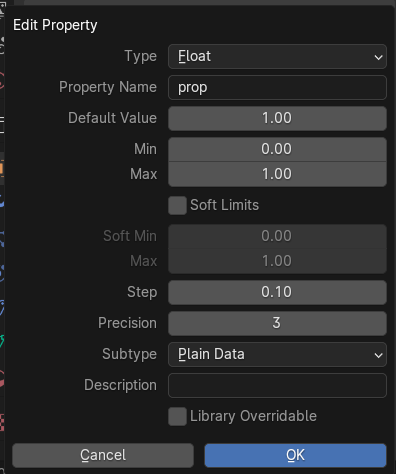 Edit Property
Type Float
Property Name prop
Default Value 1.00
Min 0.00
Max 1.00
Soft Limits
Soft Min 0.00
Max 1.00
Step 0.10
Precision 3
Subtype Plain Data
Description
Library Overridable
Cancel OK